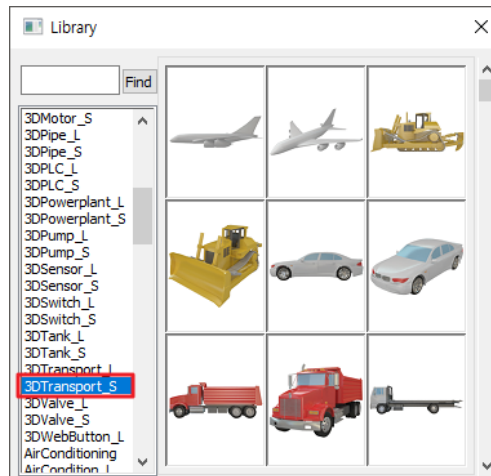 Library
Find
3DMotor_S
3DPipe_L
3DPipe_S
3DPLC_L
3DPLC_S
3DPowerplant_L
3DPowerplant_S
3DPump_L
3DPump_S
3DSensor_L
3DSensor_S
3DSwitch_L
3DSwitch_S
3DTank_L
3DTank_S
3DTransport_L
3DTransport_S
3DValve_L
3DValve_S
3DWebButton_L
AirConditioning
AirCondition_L